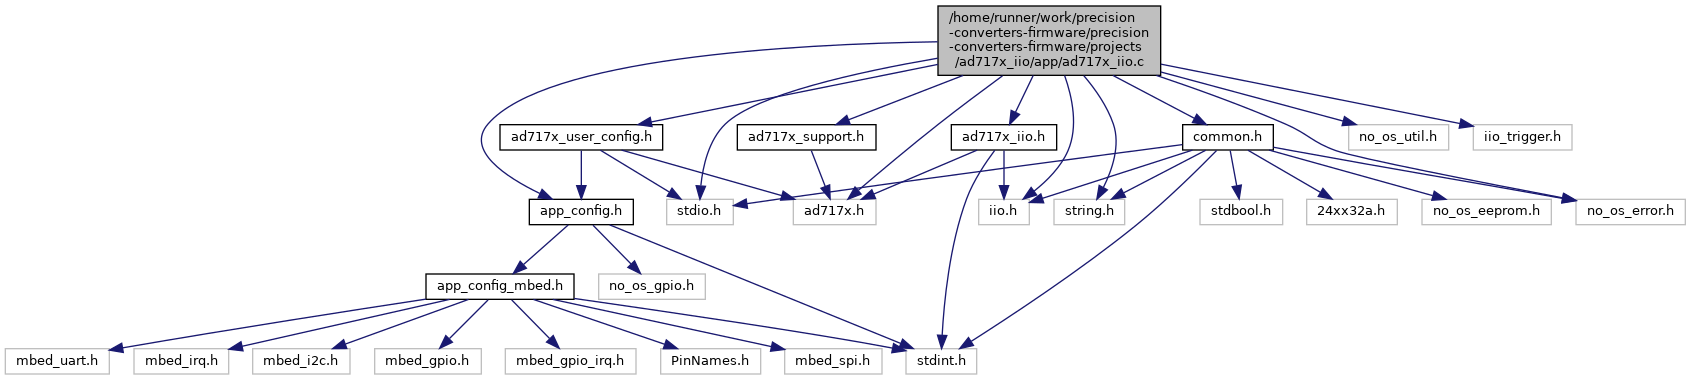 /home/runner/work/precision
-converters-firmware/precision
-converters-firmware/projects
/ad717x_iio/app/ad717x_iio.c
ad717x_user_config.h
ad717x_support.h
ad717x_iio.h
common.h
no_os_util.h
iio_trigger.h
app_config.h
stdio.h
ad717x.h
iio.h
string.h
stdbool.h
24xx32a.h
no_os_eeprom.h
no_os_error.h
app_config_mbed.h
no_os_gpio.h
mbed_uart.h
mbed_irq.h
mbed_i2c.h
mbed_gpio.h
mbed_gpio_irq.h
PinNames.h
mbed_spi.h
stdint.h